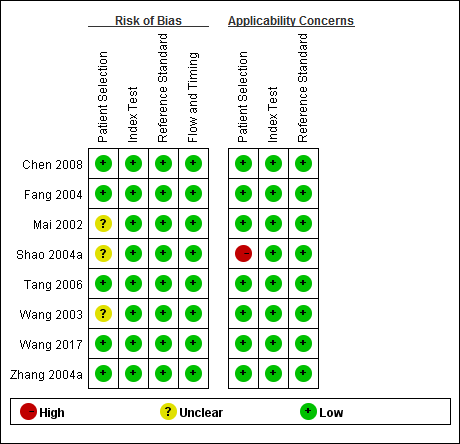 Risk of Bias
Applicability Concerns
Patient Selection
Index Test
Reference Standard
Flow and Timing
Patient Selection
Index Test
Reference Standard
Chen 2008 + + + + + + +
Fang 2004 + + + + + + +
Mai 2002 ? + + + + + +
Shao 2004a ? + + + - + +
Tang 2006 + + + + + + +
Wang 2003 ? + + + + + +
Wang 2017 + + + + + + +
Zhang 2004a + + + + + + +
- High ? Unclear + Low